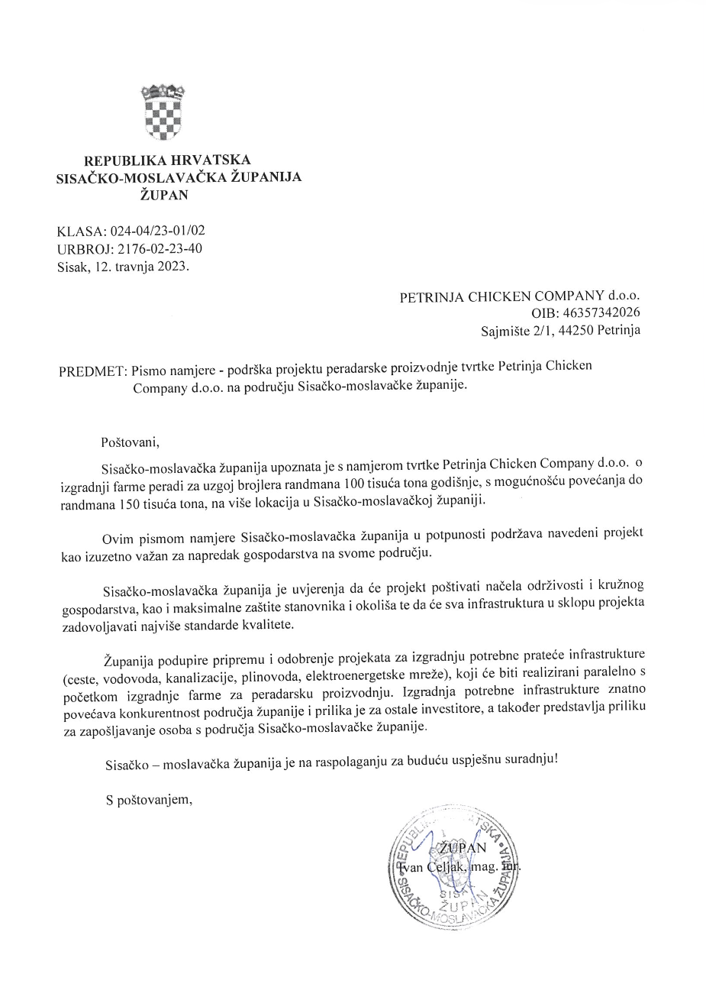 REPUBLIKA HRVATSKA
SISAČKO-MOSLAVAČKA ŽUPANIJA
ŽUPAN
KLASA: 024-04/23-01/02
URBROJ: 2176-02-23-40
Sisak, 12. travnja 2023.
PETRINJA CHICKEN COMPANY d.o.o.
OIB: 46357342026
Sajmište 2/1, 44250 Petrinja
PREDMET: Pismo namjere - podrška projektu peradarske proizvodnje tvrtke Petrinja Chicken
Company d.o.o. na području Sisačko-moslavačke županije.
Poštovani,
Sisačko-moslavačka županija upoznata je s namjerom tvrtke Petrinja Chicken Company d.o.o. o
izgradnji farme peradi za uzgoj brojlera randmana 100 tisuća tona godišnje, s mogućnošću povećanja do
randmana 150 tisuća tona, na više lokacija u Sisačko-moslavačkoj županiji.
Ovim pismom namjere Sisačko-moslavačka županija u potpunosti podržava navedeni projekt
kao izuzetno važan za napredak gospodarstva na svome području.
Sisačko-moslavačka županija je uvjerenja da će projekt poštivati načela održivosti i kružnog
gospodarstva, kao i maksimalne zaštite stanovnika i okoliša te da će sva infrastruktura u sklopu projekta
zadovoljavati najviše standarde kvalitete.
Županija podupire pripremu i odobrenje projekata za izgradnju potrebne prateće infrastrukture
(ceste, vodovoda, kanalizacije, plinovoda, elektroenergetske mreže), koji će biti realizirani paralelno s
početkom izgradnje farme za peradarsku proizvodnju. Izgradnja potrebne infrastrukture znatno
povećava konkurentnost područja županije i prilika je za ostale investitore, a također predstavlja priliku
za zapošljavanje osoba s područja Sisačko-moslavačke županije.
Sisačko – moslavačka županija je na raspolaganju za buduću uspješnu suradnju!
S poštovanjem,
ŽUPAN
Ivan Celjak, mag. iur.
REPUBLIKA HRVATSKA
SISAČKO-MOSLAVAČKA ŽUPANIJA
SISAK
ŽUPAN